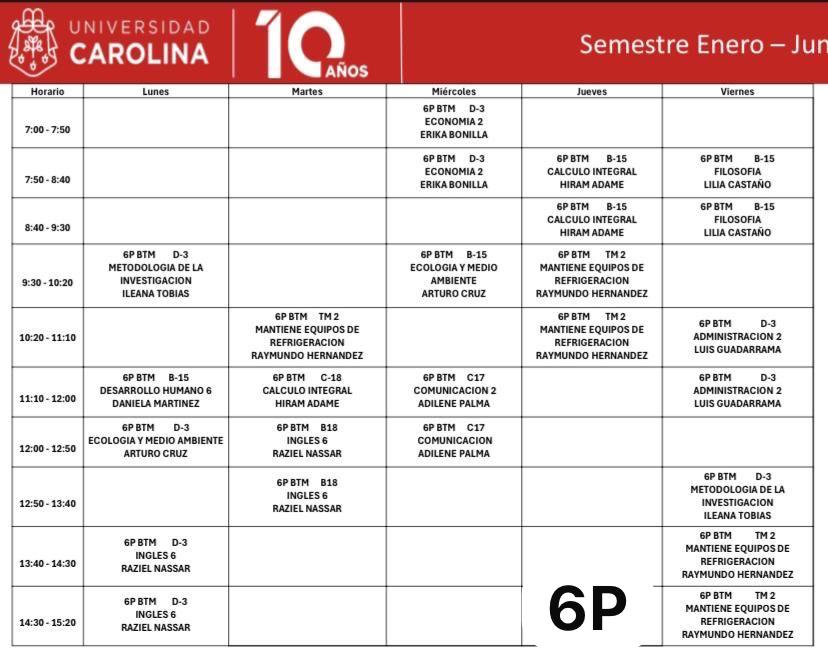 UNIVERSIDAD
CAROLINA
10
AÑOS
Semestre Enero – Jun
Horario Lunes Martes Miércoles Jueves Viernes
7:00 - 7:50
6P BTM D-3
ECONOMIA 2
ERIKA BONILLA
7:50 - 8:40
6P BTM D-3
ECONOMIA 2
ERIKA BONILLA
6P BTM B-15
CALCULO INTEGRAL
HIRAM ADAME
6P BTM B-15
FILOSOFIA
LILIA CASTAÑO
8:40 - 9:30
6P BTM B-15
CALCULO INTEGRAL
HIRAM ADAME
6P BTM B-15
FILOSOFIA
LILIA CASTAÑO
9:30 - 10:20
6P BTM D-3
METODOLOGIA DE LA
INVESTIGACION
ILEANA TOBIAS
6P BTM B-15
ECOLOGIA Y MEDIO
AMBIENTE
ARTURO CRUZ
6P BTM TM 2
MANTIENE EQUIPOS DE
REFRIGERACION
RAYMUNDO HERNANDEZ
10:20 - 11:10
6P BTM TM 2
MANTIENE EQUIPOS DE
REFRIGERACION
RAYMUNDO HERNANDEZ
6P BTM TM 2
MANTIENE EQUIPOS DE
REFRIGERACION
RAYMUNDO HERNANDEZ
6P BTM D-3
ADMINISTRACION 2
LUIS GUADARRAMA
11:10 - 12:00
6P BTM B-15
DESARROLLO HUMANO 6
DANIELA MARTINEZ
6P BTM C-18
CALCULO INTEGRAL
HIRAM ADAME
6P BTM C17
COMUNICACION 2
ADILENE PALMA
6P BTM D-3
ADMINISTRACION 2
LUIS GUADARRAMA
12:00 - 12:50
6P BTM D-3
ECOLOGIA Y MEDIO AMBIENTE
ARTURO CRUZ
6P BTM B18
INGLES 6
RAZIEL NASSAR
6P BTM C17
COMUNICACION
ADILENE PALMA
12:50 - 13:40
6P BTM B18
INGLES 6
RAZIEL NASSAR
6P BTM D-3
METODOLOGIA DE LA
INVESTIGACION
ILEANA TOBIAS
13:40 - 14:30
6P BTM D-3
INGLES 6
RAZIEL NASSAR
6P BTM TM 2
MANTIENE EQUIPOS DE
REFRIGERACION
RAYMUNDO HERNANDEZ
14:30 - 15:20
6P BTM D-3
INGLES 6
RAZIEL NASSAR
6P
6P BTM TM 2
MANTIENE EQUIPOS DE
REFRIGERACION
RAYMUNDO HERNANDEZ